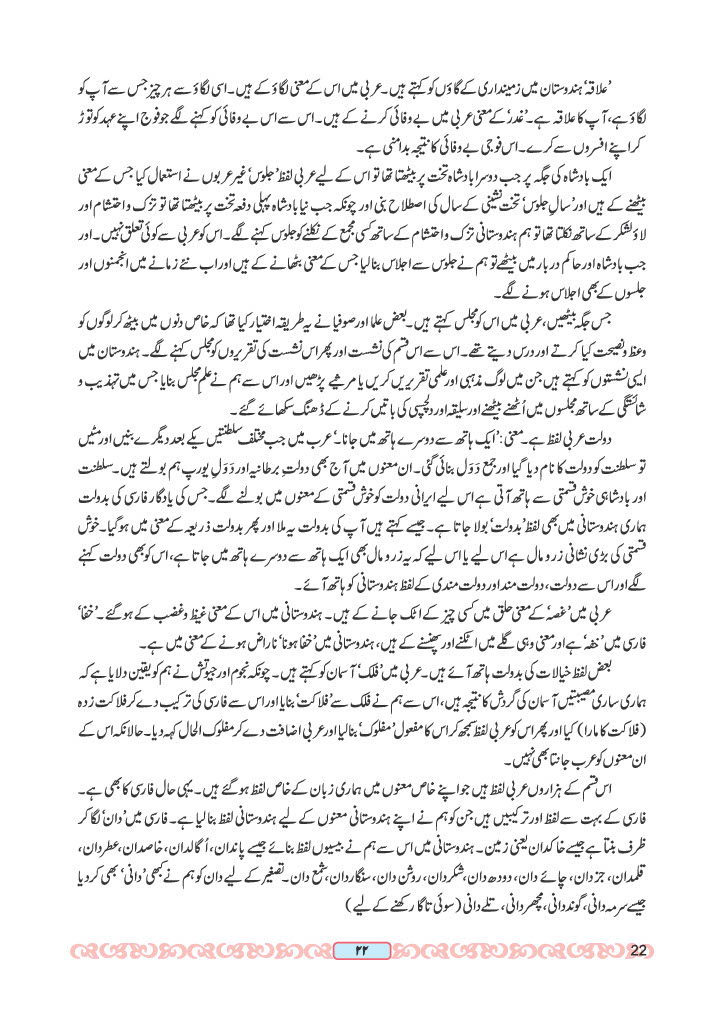 'علاقہ' ہندوستان میں زمینداری کے گاؤں کو کہتے ہیں۔ عربی میں اس کے معنی لگاؤ کے ہیں۔ اسی لگاؤ سے ہر چیز جس سے آپ کو
لگاؤ ہے، آپ کا علاقہ ہے۔ 'غدر' کے معنی عربی میں بے وفائی کرنے کے ہیں۔ اس سے اس بے وفائی کو کہنے لگے جو فوج اپنے عہد کو توڑ
کر اپنے افسروں سے کرے۔ اس فوجی بے وفائی کا نتیجہ بدامنی ہے۔
ایک بادشاہ کی جگہ پر جب دوسرا بادشاہ تخت پر بیٹھتا تھا تو اس کے لیے عربی لفظ 'جلوس' غیر عربوں نے استعمال کیا جس کے معنی
بیٹھنے کے ہیں اور 'سالِ جلوس' تخت نشینی کے سال کی اصطلاح بنی اور چونکہ جب نیا بادشاہ پہلی دفعہ تخت پر بیٹھتا تھا تو تزک و احتشام اور
لاؤ لشکر کے ساتھ نکلتا تھا تو ہم ہندوستانی تزک و احتشام کے ساتھ کسی مجمع کے نکلنے کو جلوس کہنے لگے۔ اس کو عربی سے کوئی تعلق نہیں۔ اور
جب بادشاہ اور حاکم دربار میں بیٹھے تو ہم نے جلوس سے اجلاس بنالیا جس کے معنی بٹھانے کے ہیں اور اب نئے زمانے میں انجمنوں اور
جلسوں کے بھی اجلاس ہونے لگے۔
جس جگہ بیٹھیں، عربی میں اس کو مجلس کہتے ہیں۔ بعض علما اور صوفیا نے یہ طریقہ اختیار کیا تھا کہ خاص دنوں میں بیٹھ کر لوگوں کو
وعظ و نصیحت کیا کرتے اور درس دیتے تھے۔ اس سے اس قسم کی نشست اور پھر اس نشست کی تقریروں کو مجلس کہنے لگے۔ ہندوستان میں
ایسی نشستوں کو کہتے ہیں جن میں لوگ مذہبی اور علمی تقریریں کریں یا مرثیے پڑھیں اور اس سے ہم نے علمِ مجلس بنایا جس میں تہذیب و
شائستگی کے ساتھ مجلسوں میں اُٹھنے بیٹھنے اور سلیقہ اور دلچسپی کی باتیں کرنے کے ڈھنگ سکھائے گئے۔
دولت عربی لفظ ہے۔ معنی: 'ایک ہاتھ سے دوسرے ہاتھ میں جانا۔' عرب میں جب مختلف سلطنتیں یکے بعد دیگرے بنیں اور مٹیں
تو سلطنت کو دولت کا نام دیا گیا اور جمع دَوَل بنائی گئی۔ ان معنوں میں آج بھی دولتِ برطانیہ اور دَوَلِ یورپ ہم بولتے ہیں۔ سلطنت
اور بادشاہی خوش قسمتی سے ہاتھ آتی ہے اس لیے ایرانی دولت کو خوش قسمتی کے معنوں میں بولنے لگے۔ جس کی یادگار فارسی کی بدولت
ہماری ہندوستانی میں بھی لفظ 'بدولت' بولا جاتا ہے۔ جیسے کہتے ہیں آپ کی بدولت یہ ملا اور پھر بدولت ذریعہ کے معنی میں ہوگیا۔ خوش
قسمتی کی بڑی نشانی زر و مال ہے اس لیے یا اس لیے کہ یہ زر و مال بھی ایک ہاتھ سے دوسرے ہاتھ میں جاتا ہے، اس کو بھی دولت کہنے
لگے اور اس سے دولت، دولت مند اور دولت مندی کے لفظ ہندوستانی کو ہاتھ آئے۔
عربی میں 'غصہ' کے معنی حلق میں کسی چیز کے اٹک جانے کے ہیں۔ ہندوستانی میں اس کے معنی غیظ و غضب کے ہوگئے۔ 'خفا'
فارسی میں 'خفہ' ہے اور معنی وہی گلے میں اٹکنے اور پھنسنے کے ہیں، ہندوستانی میں 'خفا ہونا' ناراض ہونے کے معنی میں ہے۔
بعض لفظ خیالات کی بدولت ہاتھ آئے ہیں۔ عربی میں 'فلک' آسمان کو کہتے ہیں۔ چونکہ نجوم اور جیوتش نے ہم کو یقین دلایا ہے کہ
ہماری ساری مصیبتیں آسمان کی گردش کا نتیجہ ہیں، اس سے ہم نے فلک سے 'فلاکت' بنایا اور اس سے فارسی کی ترکیب دے کر فلاکت زدہ
(فلاکت کا مارا) کیا اور پھر اس کو عربی لفظ سمجھ کر اس کا مفعول 'مفلوک' بنالیا اور عربی اضافت دے کر مفلوک الحال کہہ دیا۔ حالانکہ اس کے
ان معنوں کو عرب جانتا بھی نہیں۔
اس قسم کے ہزاروں عربی لفظ ہیں جو اپنے خاص معنوں میں ہماری زبان کے خاص لفظ ہوگئے ہیں۔ یہی حال فارسی کا بھی ہے۔
فارسی کے بہت سے لفظ اور ترکیبیں ہیں جن کو ہم نے اپنے ہندوستانی معنوں کے لیے ہندوستانی لفظ بنالیا ہے۔ فارسی میں 'دان' لگا کر
ظرف بنتا ہے جیسے خاکدان یعنی زمین۔ ہندوستانی میں اس سے ہم نے بیسیوں لفظ بنائے جیسے پاندان، اُگالدان، خاصدان، عطردان،
قلمدان، جزدان، چائے دان، دودھ دان، شکردان، روشن دان، سنگاردان، شمع دان۔ تصغیر کے لیے دان کو ہم نے کبھی 'دانی' بھی کردیا
جیسے سرمہ دانی، گوند دانی، مچھر دانی، تلے دانی (سوئی تاگا رکھنے کے لیے)
۲۲
22